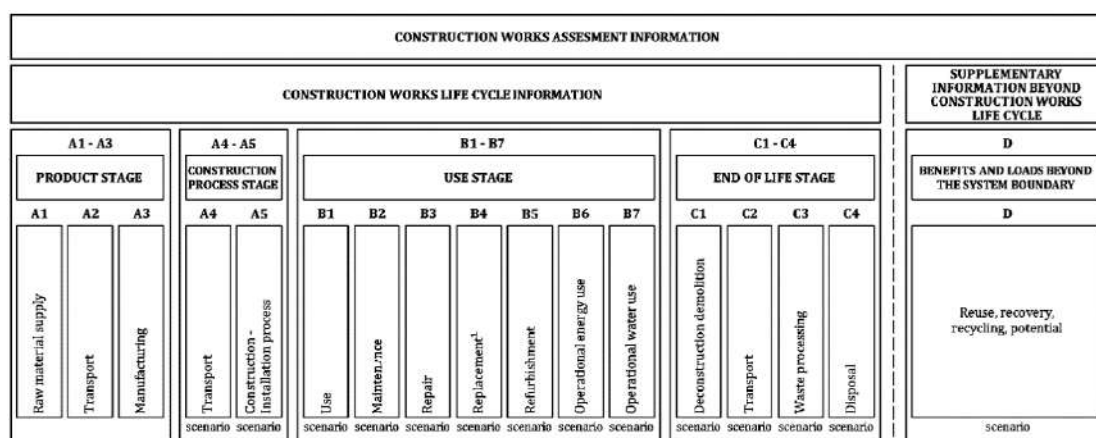 CONSTRUCTION WORKS ASSESMENT INFORMATION
CONSTRUCTION WORKS LIFE CYCLE INFORMATION
SUPPLEMENTARY
INFORMATION BEYOND
CONSTRUCTION WORKS
LIFE CYCLE
A1 - A3
A4 - A5
B1 - B7
C1 - C4
D
PRODUCT STAGE
CONSTRUCTION
PROCESS STAGE
USE STAGE
END OF LIFE STAGE
BENEFITS AND LOADS BEYOND
THE SYSTEM BOUNDARY
A1
A2
A3
A4
A5
B1
B2
B3
B4
B5
B6
B7
C1
C2
C3
C4
D
Raw material supply
Transport
Manufacturing
Transport
Construction -
Installation process
Use
Maintenance
Repair
Replacement¹
Refurbishment
Operational energy use
Operational water use
Deconstruction demolition
Transport
Waste processing
Disposal
Reuse, recovery,
recycling, potential
scenario
scenario
scenario
scenario
scenario
scenario
scenario
scenario
scenario
scenario
scenario
scenario
scenario
scenario